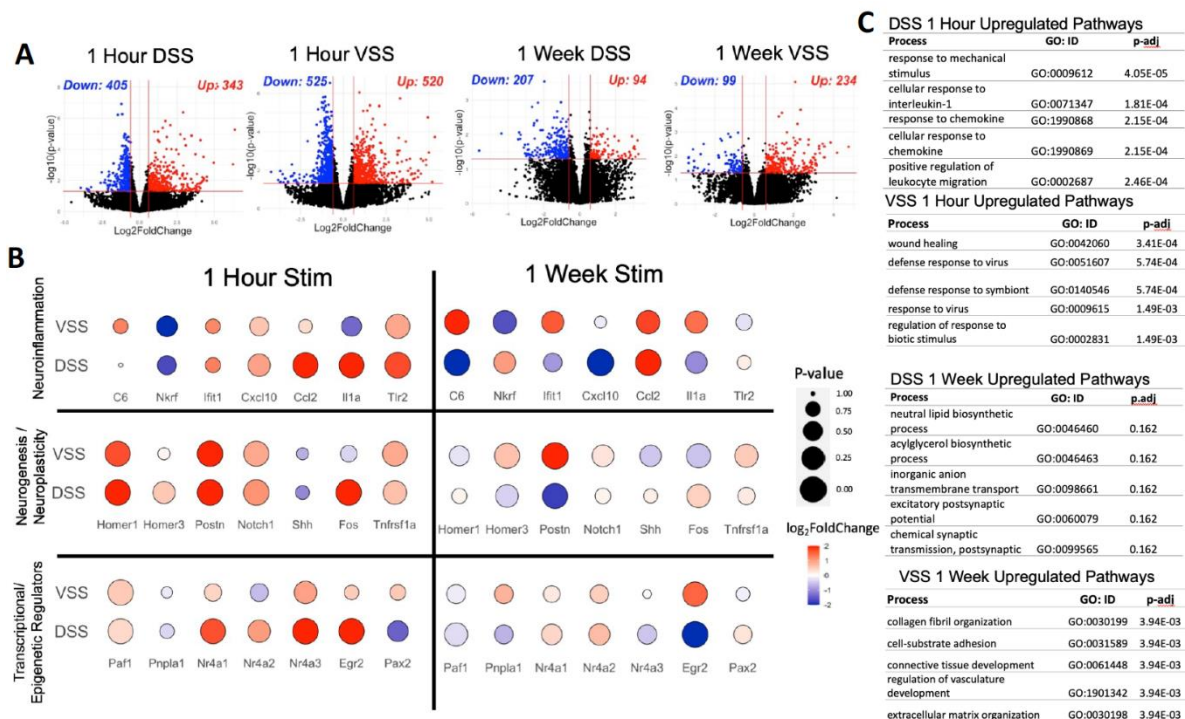 A
1 Hour DSS
Down: 405
Up: 343
-log10(p-value)
Log2FoldChange
1 Hour VSS
Down: 525
Up: 520
-log10(p-value)
Log2FoldChange
1 Week DSS
Down: 207
Up: 94
-log10(p-value)
Log2FoldChange
1 Week VSS
Down: 99
Up: 234
-log10(p-value)
Log2FoldChange
B
1 Hour Stim
1 Week Stim
Neuroinflammation
VSS
DSS
C6 Nkrf Ifit1 Cxcl10 Ccl2 Il1a Tlr2
C6 Nkrf Ifit1 Cxcl10 Ccl2 Il1a Tlr2
Neurogenesis /
Neuroplasticity
VSS
DSS
Homer1 Homer3 Postn Notch1 Shh Fos Tnfrsf1a
Homer1 Homer3 Postn Notch1 Shh Fos Tnfrsf1a
Transcriptional/
Epigenetic Regulators
VSS
DSS
Paf1 Pnpla1 Nr4a1 Nr4a2 Nr4a3 Egr2 Pax2
Paf1 Pnpla1 Nr4a1 Nr4a2 Nr4a3 Egr2 Pax2
P-value
1.00
0.75
0.50
0.25
0.00
log2FoldChange
2
1
0
-1
-2
C
DSS 1 Hour Upregulated Pathways
Process GO: ID p-adj
response to mechanical
stimulus GO:0009612 4.05E-05
cellular response to
interleukin-1 GO:0071347 1.81E-04
response to chemokine GO:1990868 2.15E-04
cellular response to
chemokine GO:1990869 2.15E-04
positive regulation of
leukocyte migration GO:0002687 2.46E-04
VSS 1 Hour Upregulated Pathways
Process GO: ID p-adj
wound healing GO:0042060 3.41E-04
defense response to virus GO:0051607 5.74E-04
defense response to symbiont GO:0140546 5.74E-04
response to virus GO:0009615 1.49E-03
regulation of response to
biotic stimulus GO:0002831 1.49E-03
DSS 1 Week Upregulated Pathways
Process GO: ID p.adj
neutral lipid biosynthetic
process GO:0046460 0.162
acylglycerol biosynthetic
process GO:0046463 0.162
inorganic anion
transmembrane transport GO:0098661 0.162
excitatory postsynaptic
potential GO:0060079 0.162
chemical synaptic
transmission, postsynaptic GO:0099565 0.162
VSS 1 Week Upregulated Pathways
Process GO: ID p-adj
collagen fibril organization GO:0030199 3.94E-03
cell-substrate adhesion GO:0031589 3.94E-03
connective tissue development GO:0061448 3.94E-03
regulation of vasculature
development GO:1901342 3.94E-03
extracellular matrix organization GO:0030198 3.94E-03